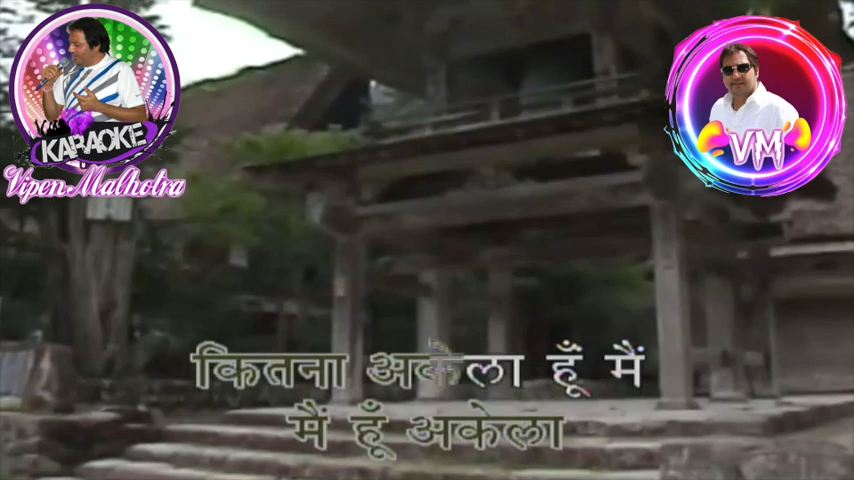 KARAOKE
Vipen Malhotra
VM
कितना अकेला हूँ मैं
मैं हूँ अकेला